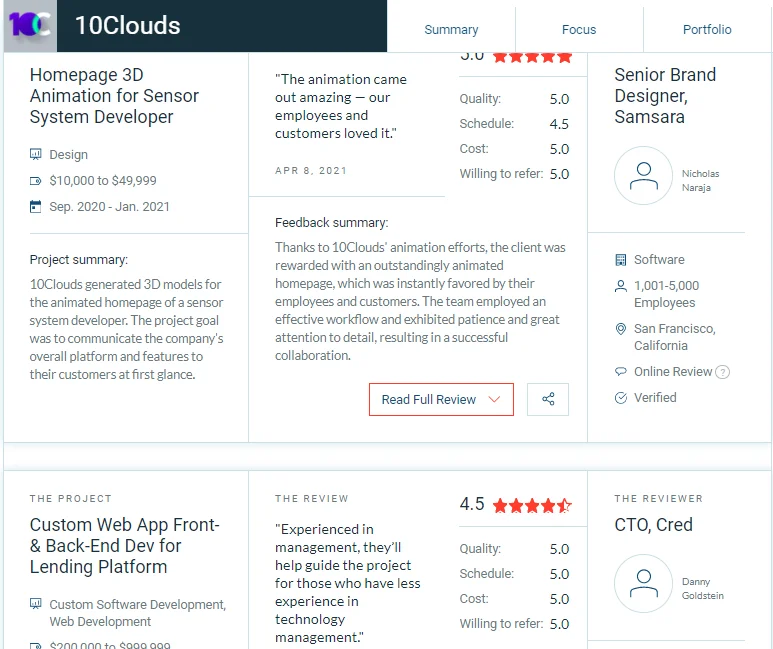 10C 10Clouds
Summary
Focus
Portfolio
Homepage 3D
Animation for Sensor
System Developer
Design
$10,000 to $49,999
Sep. 2020 - Jan. 2021
Project summary:
10Clouds generated 3D models for
the animated homepage of a sensor
system developer. The project goal
was to communicate the company's
overall platform and features to
their customers at first glance.
"The animation came
out amazing — our
employees and
customers loved it."
APR 8, 2021
5.0
Quality: 5.0
Schedule: 4.5
Cost: 5.0
Willing to refer: 5.0
Feedback summary:
Thanks to 10Clouds' animation efforts, the client was
rewarded with an outstandingly animated
homepage, which was instantly favored by their
employees and customers. The team employed an
effective workflow and exhibited patience and great
attention to detail, resulting in a successful
collaboration.
Read Full Review
Senior Brand
Designer,
Samsara
Nicholas
Naraja
Software
1,001-5,000
Employees
San Francisco,
California
Online Review ?
Verified
THE PROJECT
Custom Web App Front-
& Back-End Dev for
Lending Platform
Custom Software Development,
Web Development
$200,000 to $999,999
THE REVIEW
"Experienced in
management, they'll
help guide the project
for those who have less
experience in
technology
management."
4.5
Quality: 5.0
Schedule: 5.0
Cost: 5.0
Willing to refer: 5.0
THE REVIEWER
CTO, Cred
Danny
Goldstein